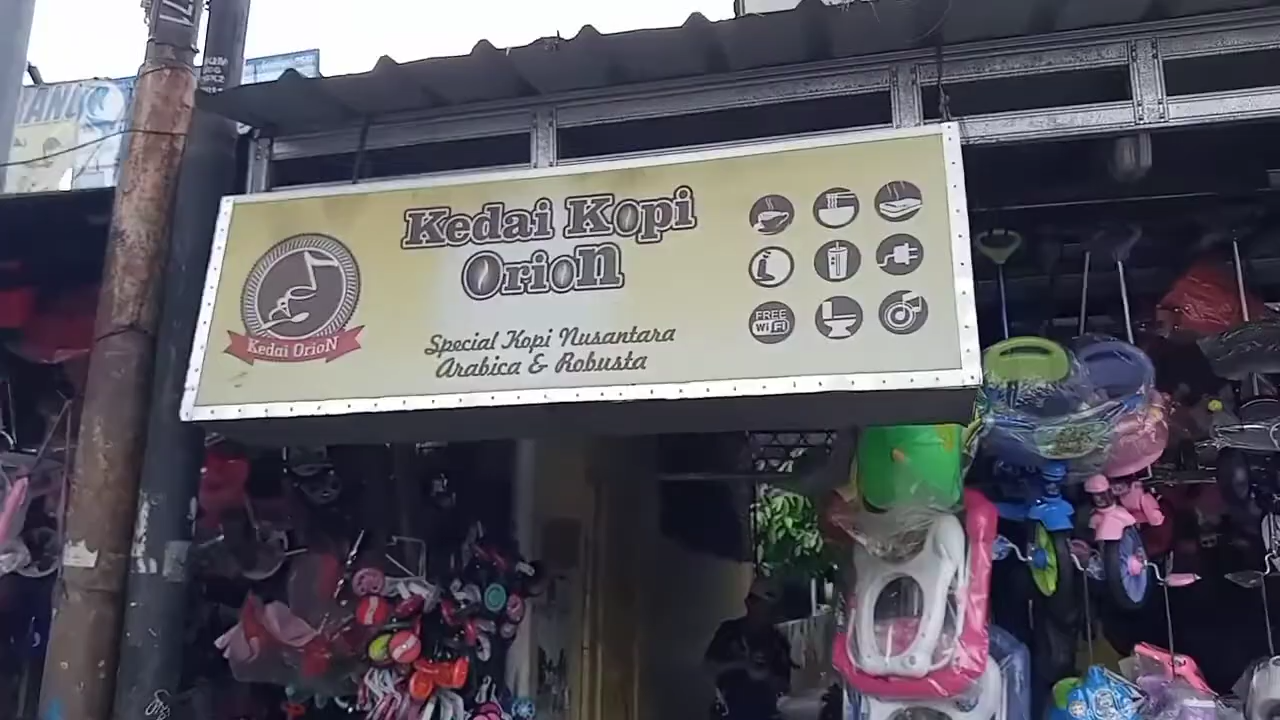 Kedai Kopi
OrioN
Special Kopi Nusantara
Arabica & Robusta
Kedai OrioN
FREE
WiFi